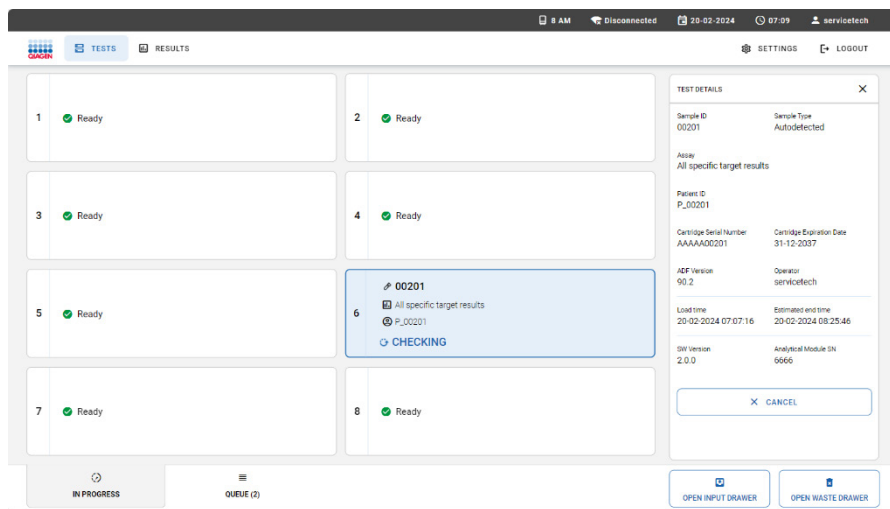 8 AM Disconnected 20-02-2024 07:09 servicetech
QIAGEN TESTS RESULTS SETTINGS LOGOUT
1 Ready
2 Ready
3 Ready
4 Ready
5 Ready
6
00201
All specific target results
P_00201
CHECKING
7 Ready
8 Ready
TEST DETAILS
Sample ID Sample Type
00201 Autodetected
Assay
All specific target results
Patient ID
P_00201
Cartridge Serial Number Cartridge Expiration Date
AAAAA00201 31-12-2037
ADF Version Operator
90.2 servicetech
Load time Estimated end time
20-02-2024 07:07:16 20-02-2024 08:25:46
SW Version Analytical Module SN
2.0.0 6666
CANCEL
IN PROGRESS
QUEUE (2)
OPEN INPUT DRAWER
OPEN WASTE DRAWER